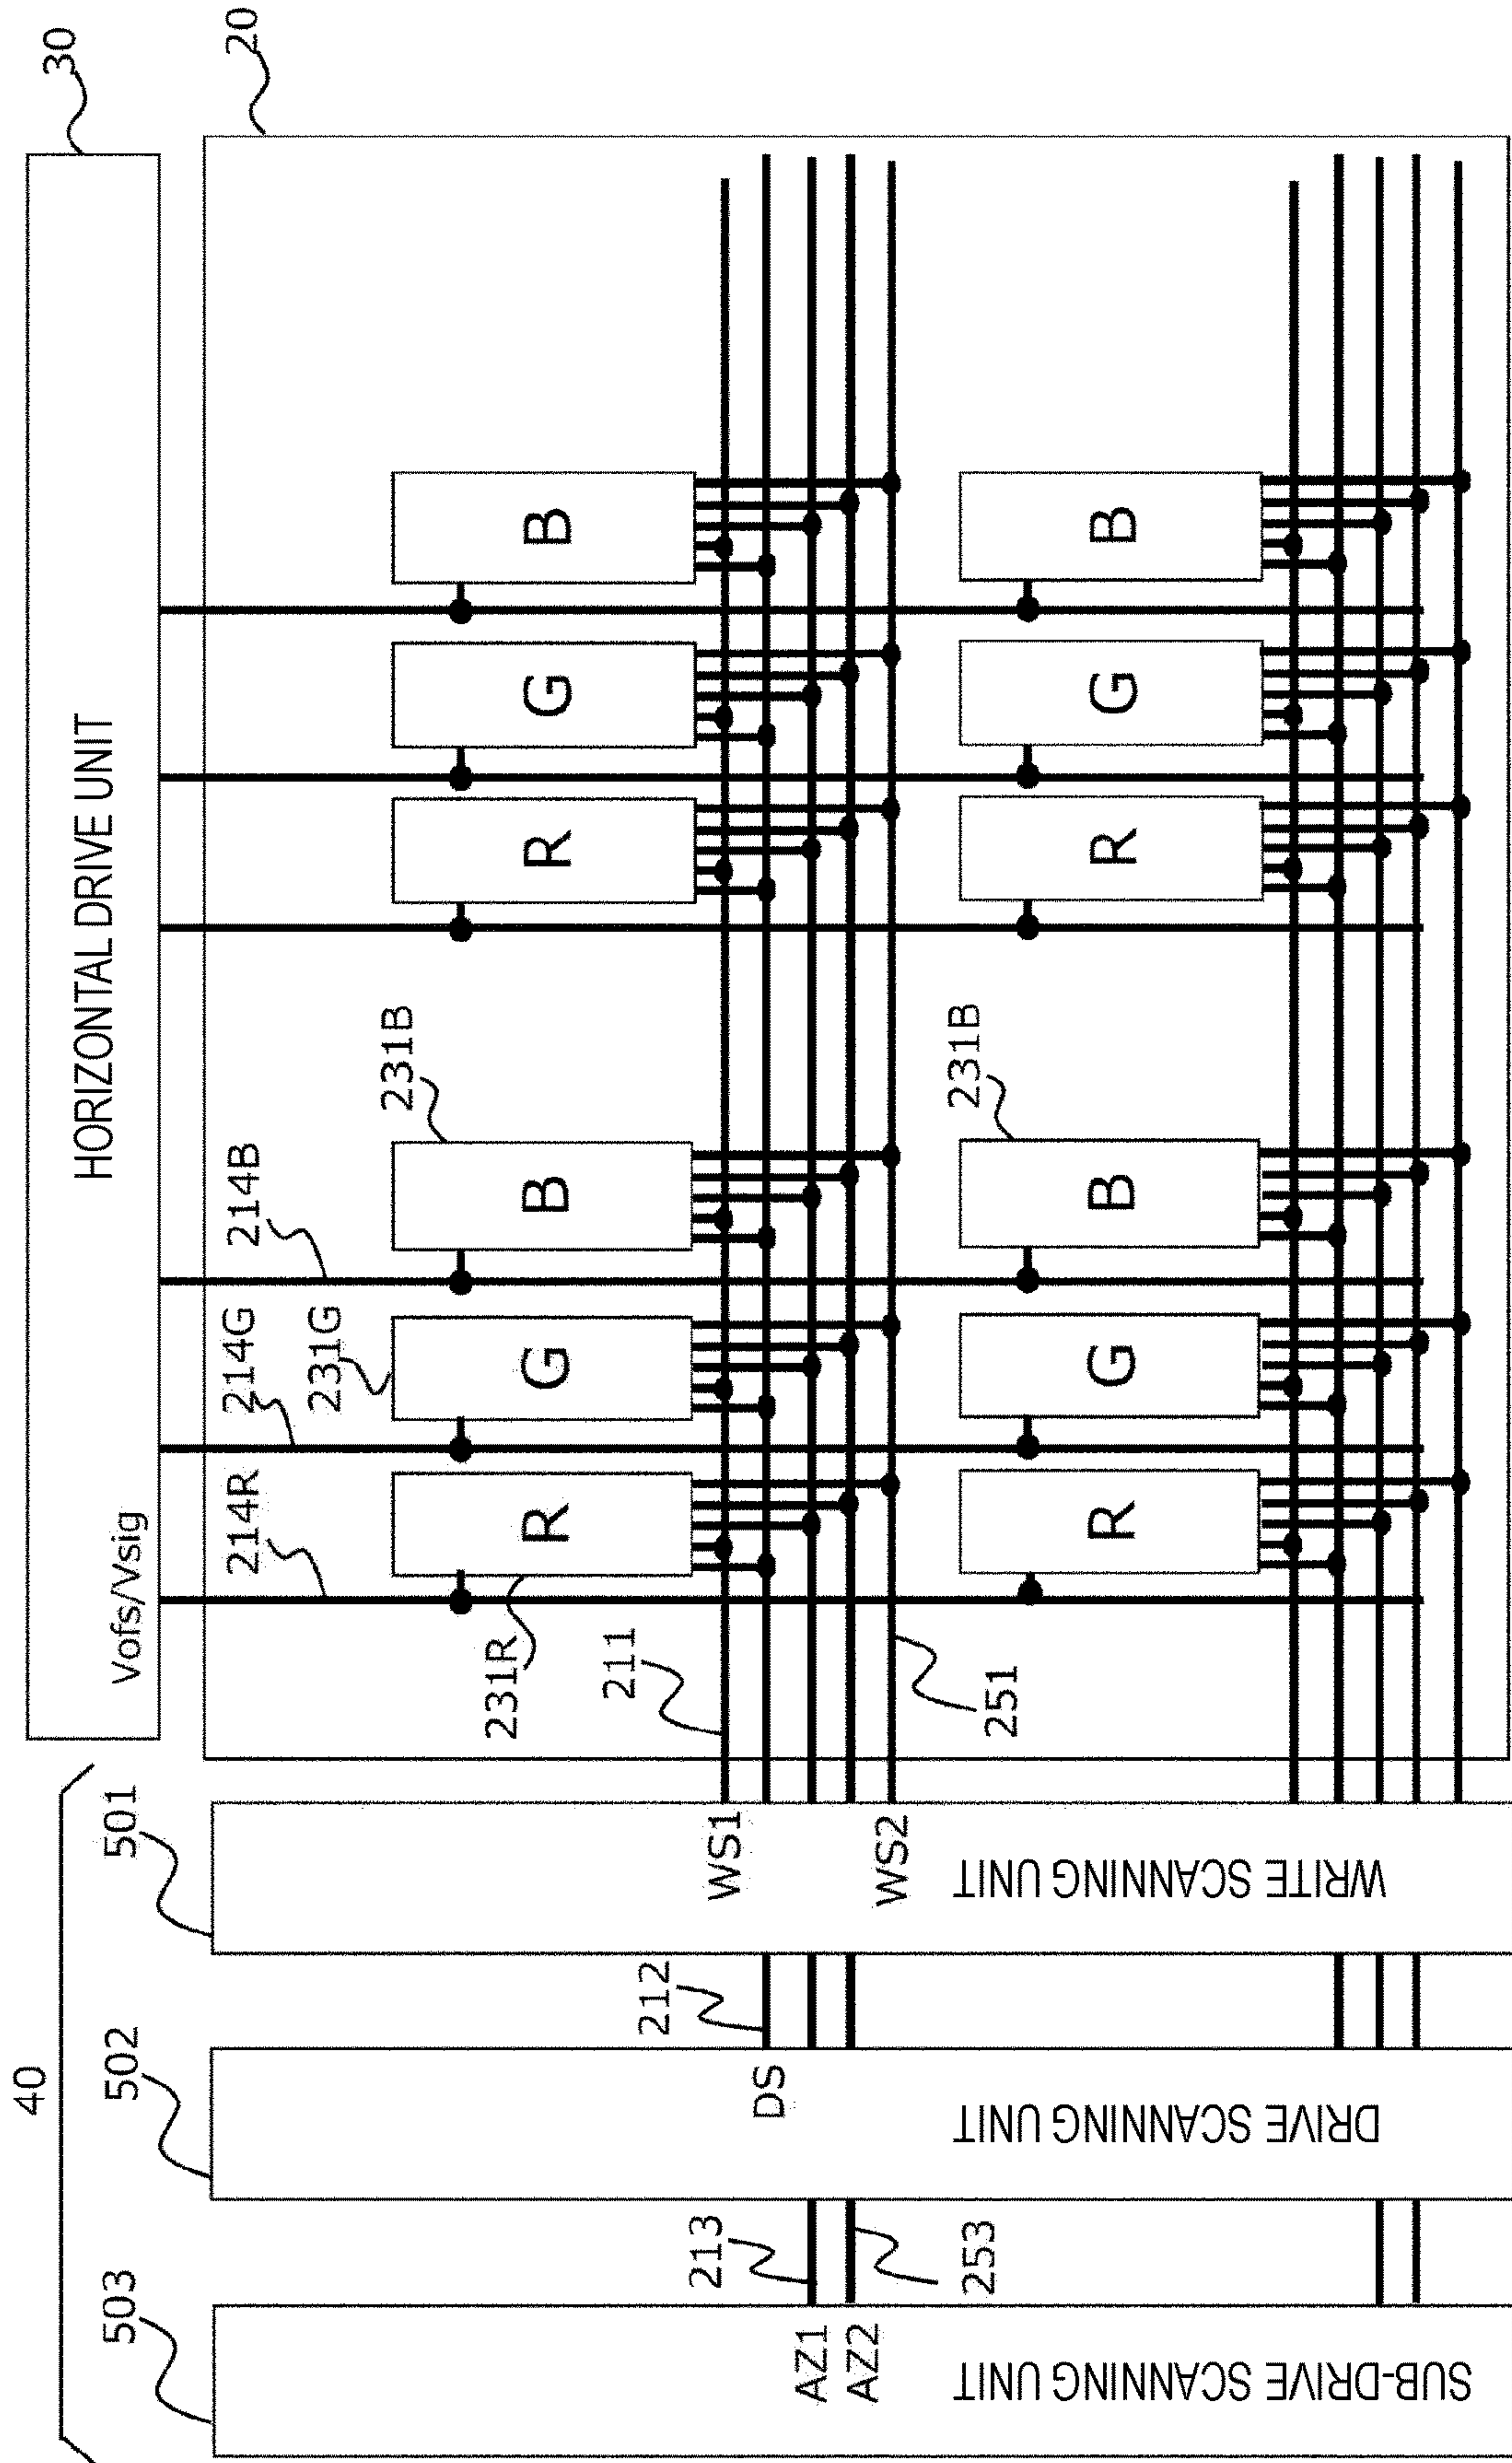 40
30
HORIZONTAL DRIVE UNIT
503
502
501
Vofs/Vsig
214R
214G
214B
20
231G
231B
231R
R G B R G B
211
212
213
WS1
DS
AZ1
AZ2
WS2
231B
253
251
R G B R G B
SUB-DRIVE SCANNING UNIT
DRIVE SCANNING UNIT
WRITE SCANNING UNIT